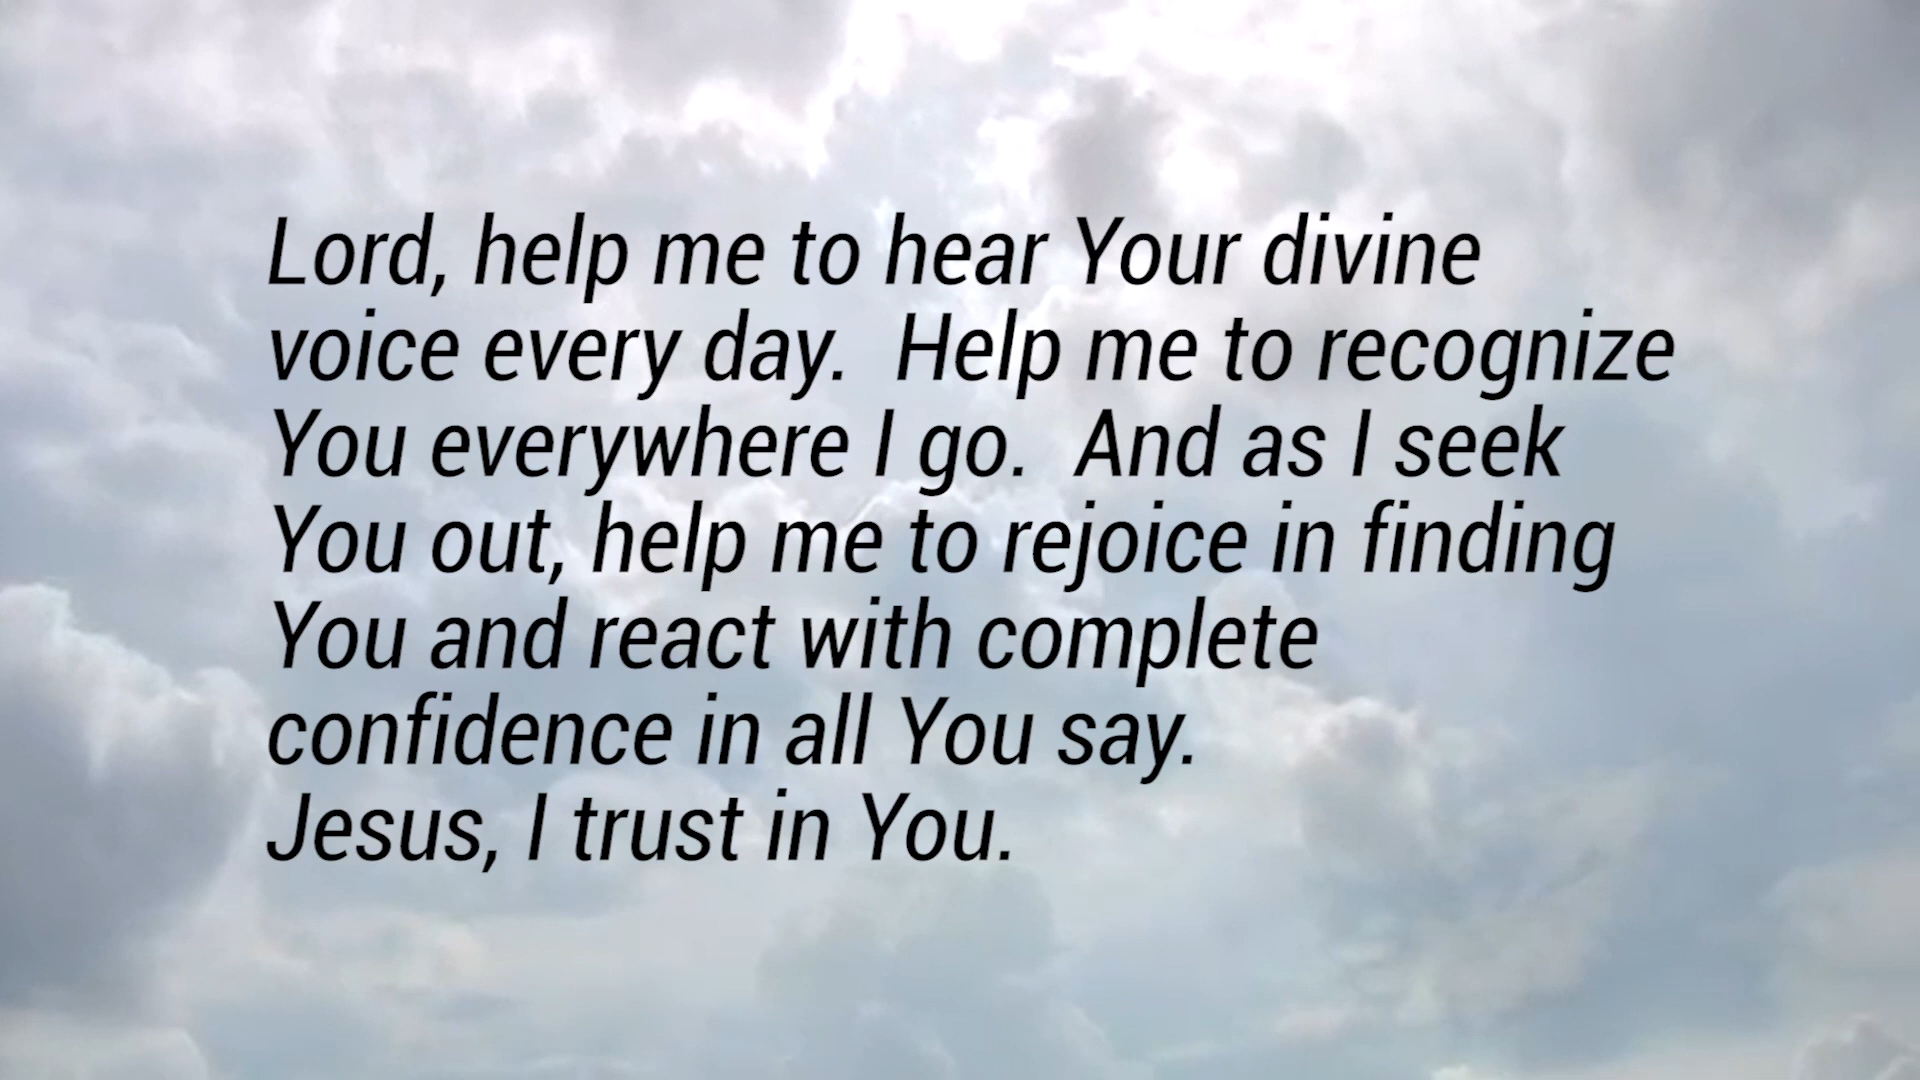 Lord, help me to hear Your divine
voice every day.  Help me to recognize
You everywhere I go.  And as I seek
You out, help me to rejoice in finding
You and react with complete
confidence in all You say.
Jesus, I trust in You.